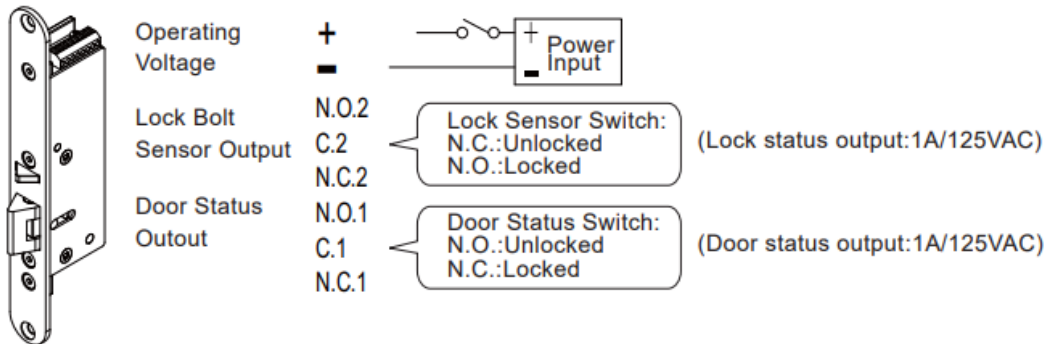 Operating
Voltage
+
-
+ Power
- Input
Lock Bolt
Sensor Output
N.O.2
C.2
N.C.2
Lock Sensor Switch:
N.C.:Unlocked
N.O.:Locked
(Lock status output:1A/125VAC)
Door Status
Outout
N.O.1
C.1
N.C.1
Door Status Switch:
N.O.:Unlocked
N.C.:Locked
(Door status output:1A/125VAC)